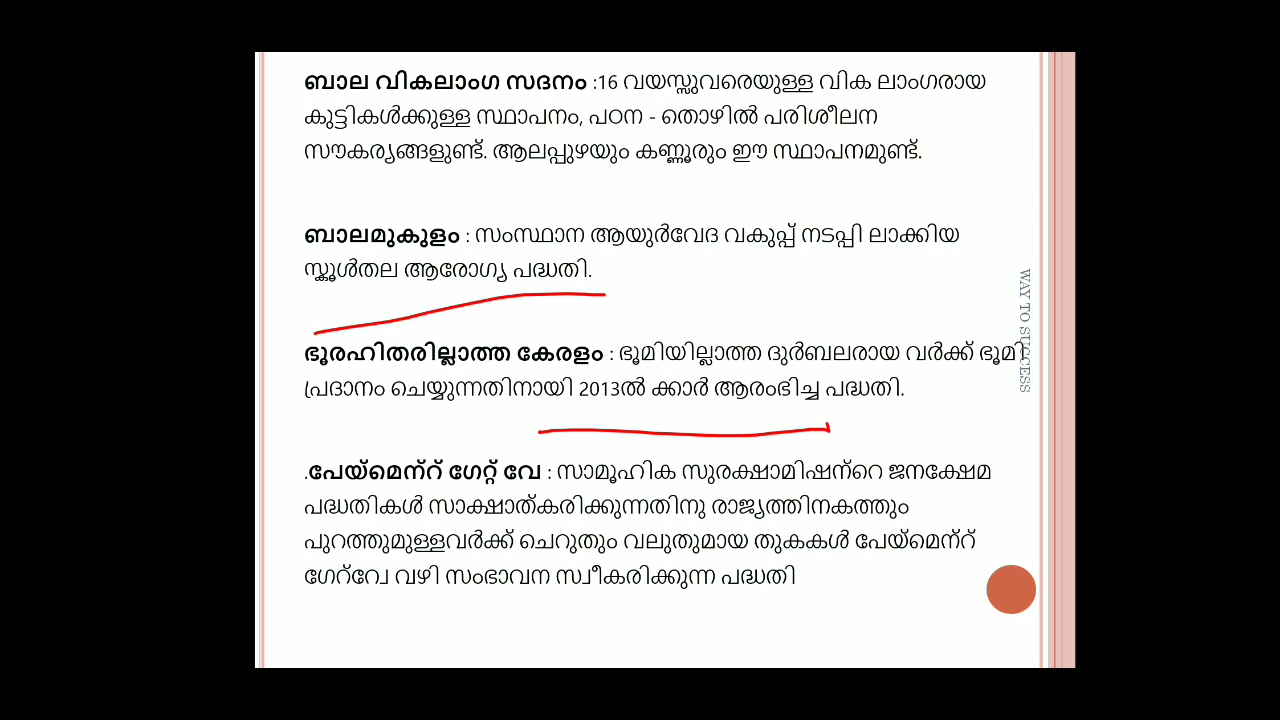 ബാല വികലാംഗ സദനം :16 വയസ്സുവരെയുള്ള വിക ലാംഗരായ
കുട്ടികൾക്കുള്ള സ്ഥാപനം, പഠന - തൊഴിൽ പരിശീലന
സൗകര്യങ്ങളുണ്ട്. ആലപ്പുഴയും കണ്ണൂരും ഈ സ്ഥാപനമുണ്ട്.
ബാലമുകുളം : സംസ്ഥാന ആയുർവേദ വകുപ്പ് നടപ്പി ലാക്കിയ
സ്കൂൾതല ആരോഗ്യ പദ്ധതി.
ഭൂരഹിതരില്ലാത്ത കേരളം : ഭൂമിയില്ലാത്ത ദുർബലരായ വർക്ക് ഭൂമി
പ്രദാനം ചെയ്യുന്നതിനായി 2013ൽ ക്കാർ ആരംഭിച്ച പദ്ധതി.
.പേയ്മെന്റ് ഗേറ്റ് വേ : സാമൂഹിക സുരക്ഷാമിഷന്റെ ജനക്ഷേമ
പദ്ധതികൾ സാക്ഷാത്കരിക്കുന്നതിനു രാജ്യത്തിനകത്തും
പുറത്തുമുള്ളവർക്ക് ചെറുതും വലുതുമായ തുകകൾ പേയ്മെന്റ്
ഗേറ്വേ വഴി സംഭാവന സ്വീകരിക്കുന്ന പദ്ധതി
WAY TO SUCCESS